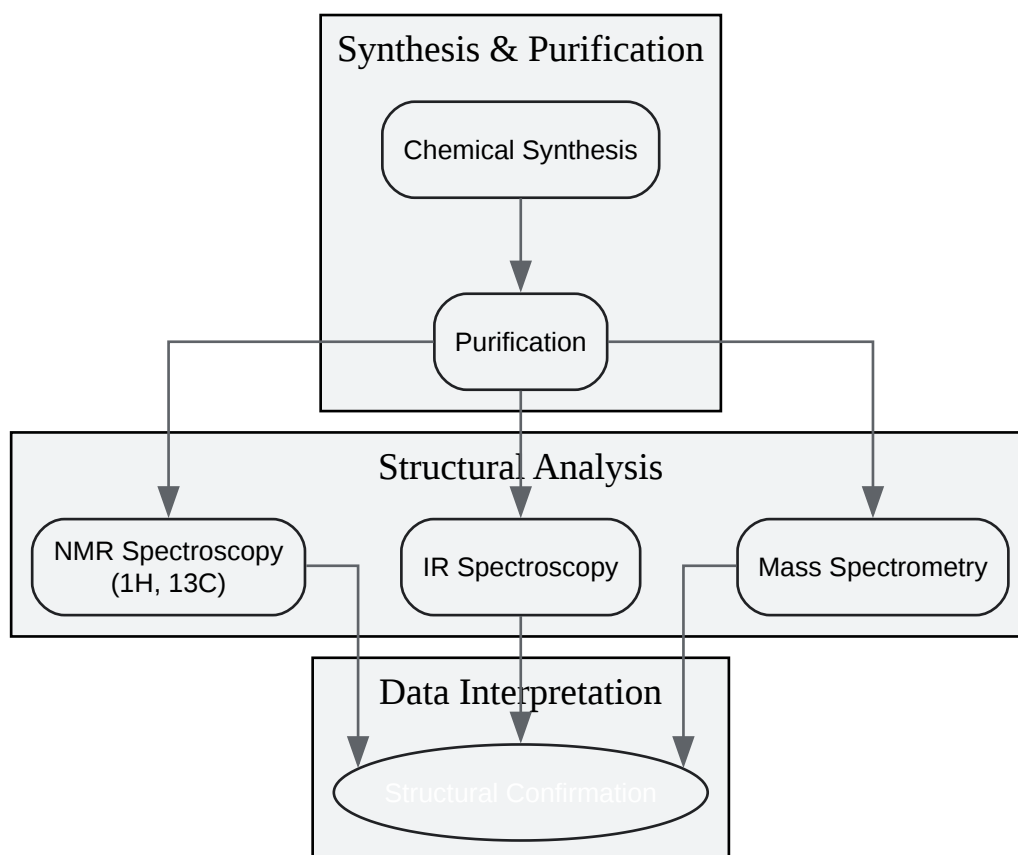 Synthesis & Purification
Chemical Synthesis
Purification
Structural Analysis
NMR Spectroscopy
(1H, 13C)
IR Spectroscopy
Mass Spectrometry
Data Interpretation
Structural Confirmation